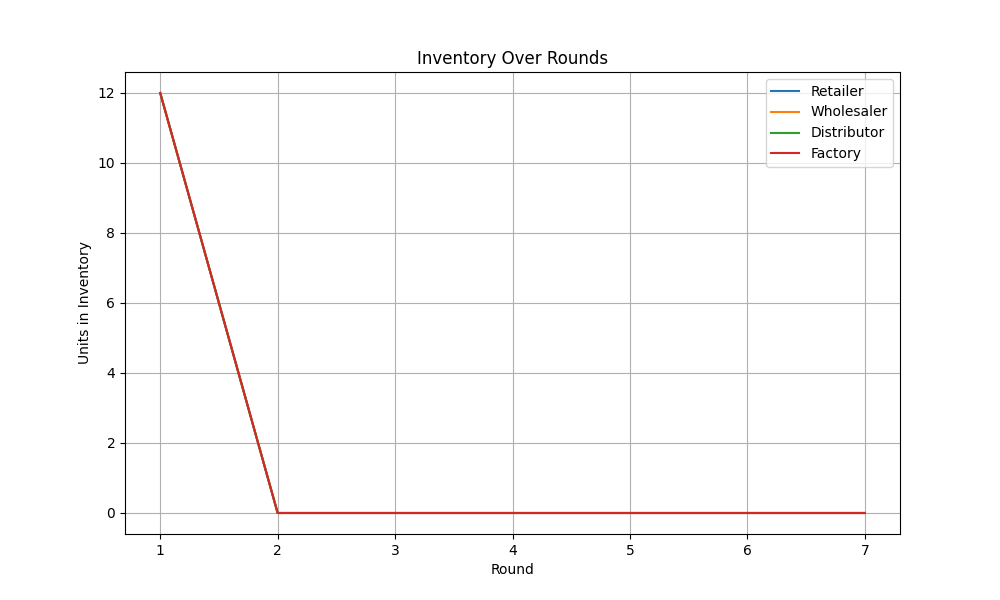 Inventory Over Rounds
Retailer
Wholesaler
Distributor
Factory
12
10
8
6
4
2
0
Units in Inventory
1 2 3 4 5 6 7
Round